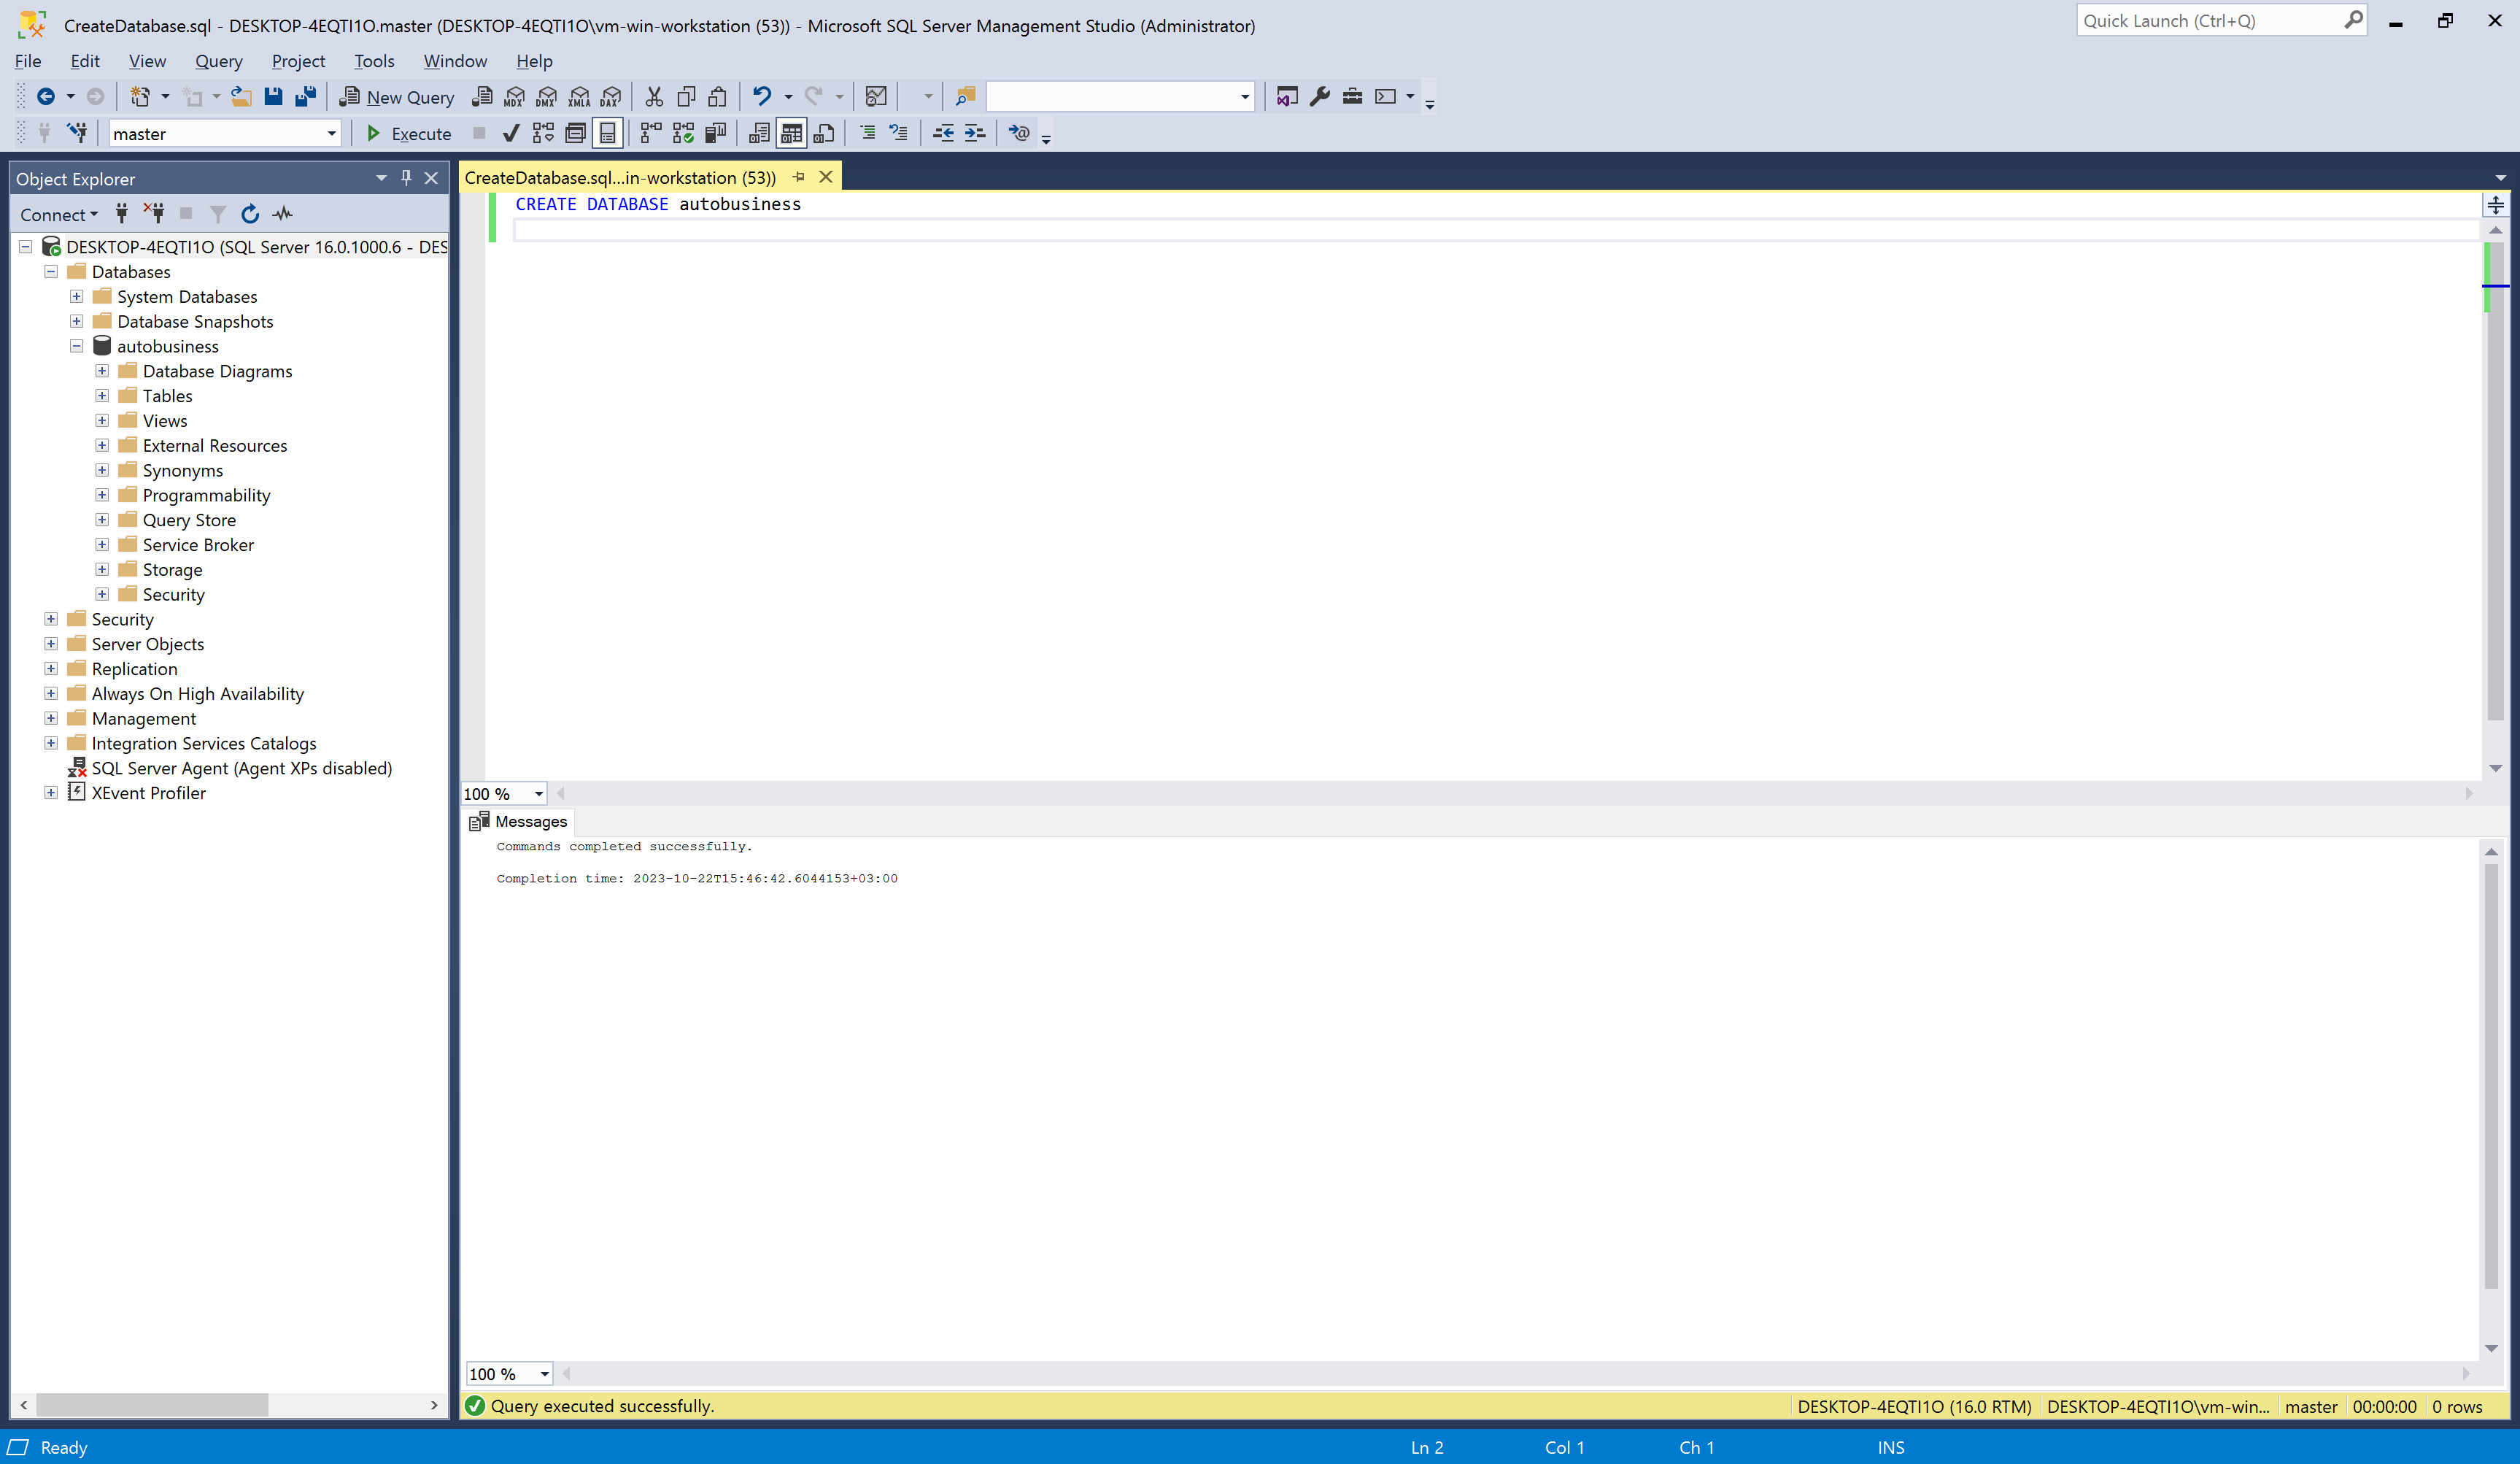 CreateDatabase.sql - DESKTOP-4EQTI1O.master (DESKTOP-4EQTI1O\vm-win-workstation (53)) - Microsoft SQL Server Management Studio (Administrator)
Quick Launch (Ctrl+Q)
File Edit View Query Project Tools Window Help
New Query MDX DMX XMLA DAX
master Execute
Object Explorer
CreateDatabase.sql...in-workstation (53))
Connect
CREATE DATABASE autobusiness
DESKTOP-4EQTI1O (SQL Server 16.0.1000.6 - DES
Databases
System Databases
Database Snapshots
autobusiness
Database Diagrams
Tables
Views
External Resources
Synonyms
Programmability
Query Store
Service Broker
Storage
Security
Security
Server Objects
Replication
Always On High Availability
Management
Integration Services Catalogs
SQL Server Agent (Agent XPs disabled)
XEvent Profiler
100 %
Messages
Commands completed successfully.
Completion time: 2023-10-22T15:46:42.6044153+03:00
100 %
Query executed successfully. DESKTOP-4EQTI1O (16.0 RTM) DESKTOP-4EQTI1O\vm-win... master 00:00:00 0 rows
Ready Ln 2 Col 1 Ch 1 INS